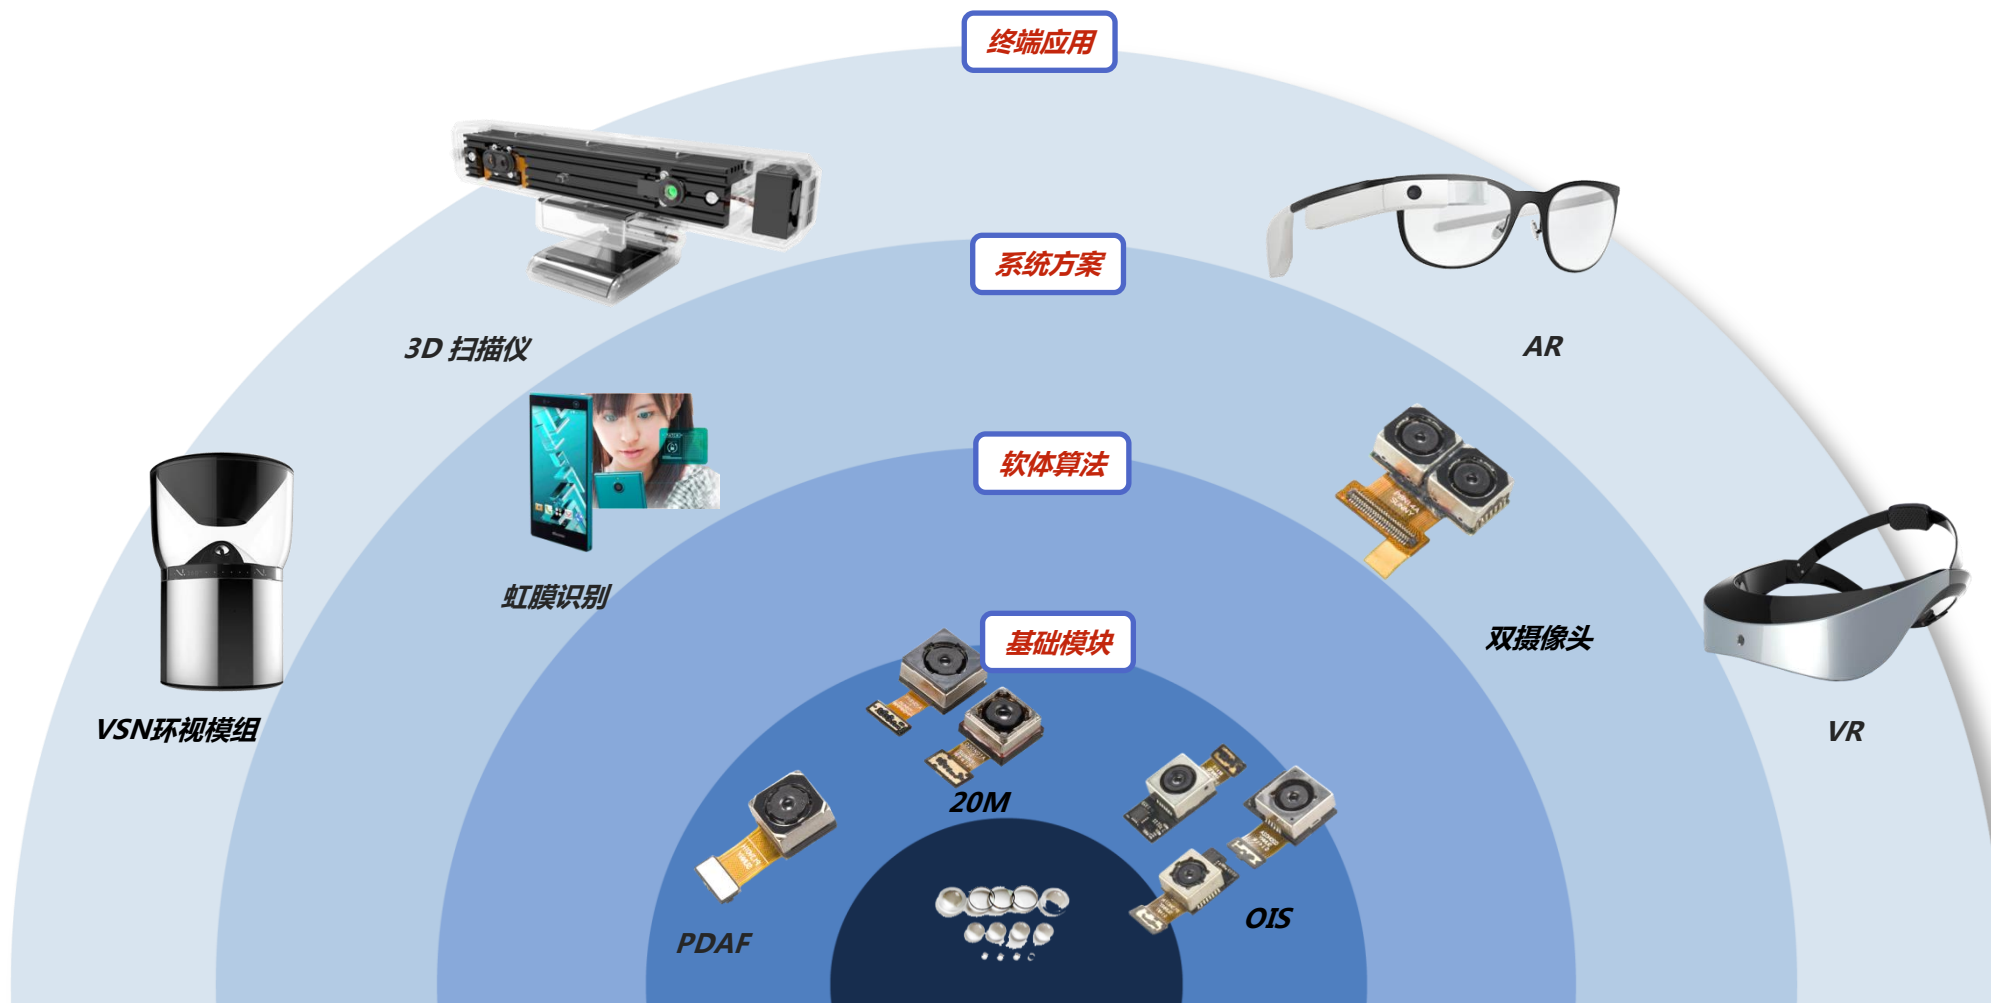 终端应用
系统方案
3D 扫描仪
AR
软体算法
虹膜识别
基础模块
双摄像头
VSN环视模组
VR
20M
OIS
PDAF
SUNNY